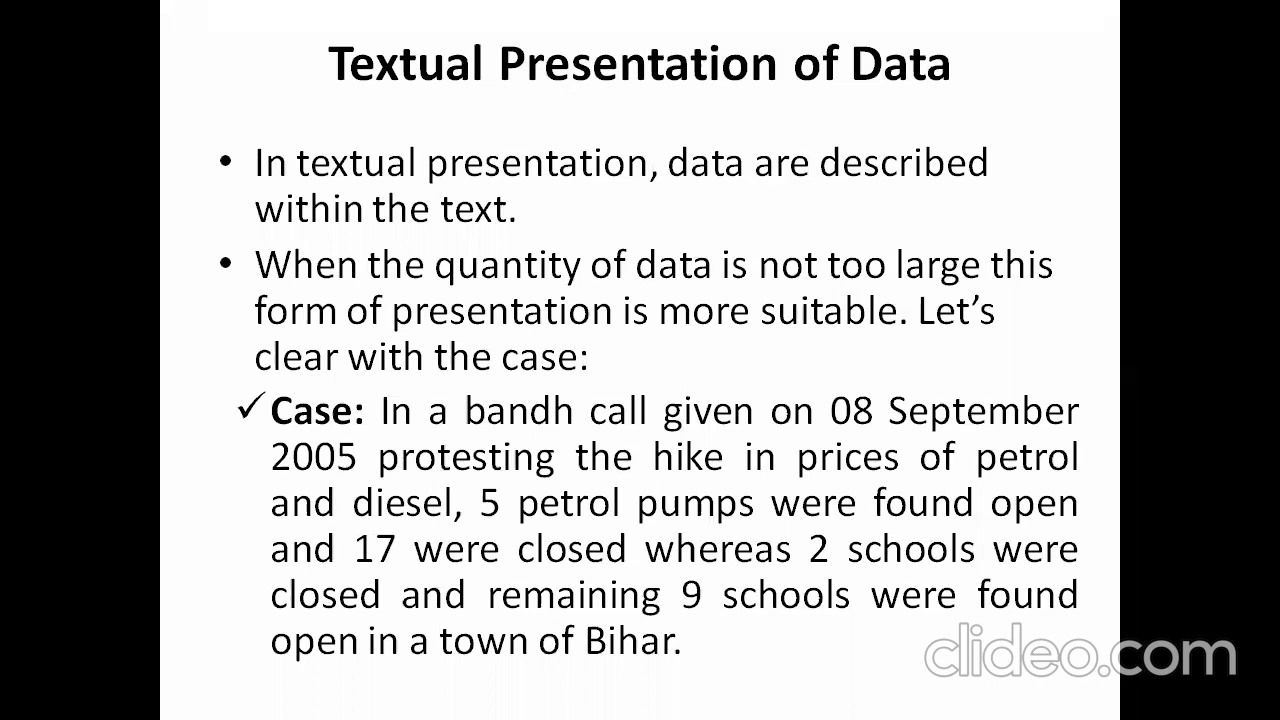 Textual Presentation of Data
• In textual presentation, data are described
within the text.
• When the quantity of data is not too large this
form of presentation is more suitable. Let’s
clear with the case:
✓ Case: In a bandh call given on 08 September
2005 protesting the hike in prices of petrol
and diesel, 5 petrol pumps were found open
and 17 were closed whereas 2 schools were
closed and remaining 9 schools were found
open in a town of Bihar.
clideo.com